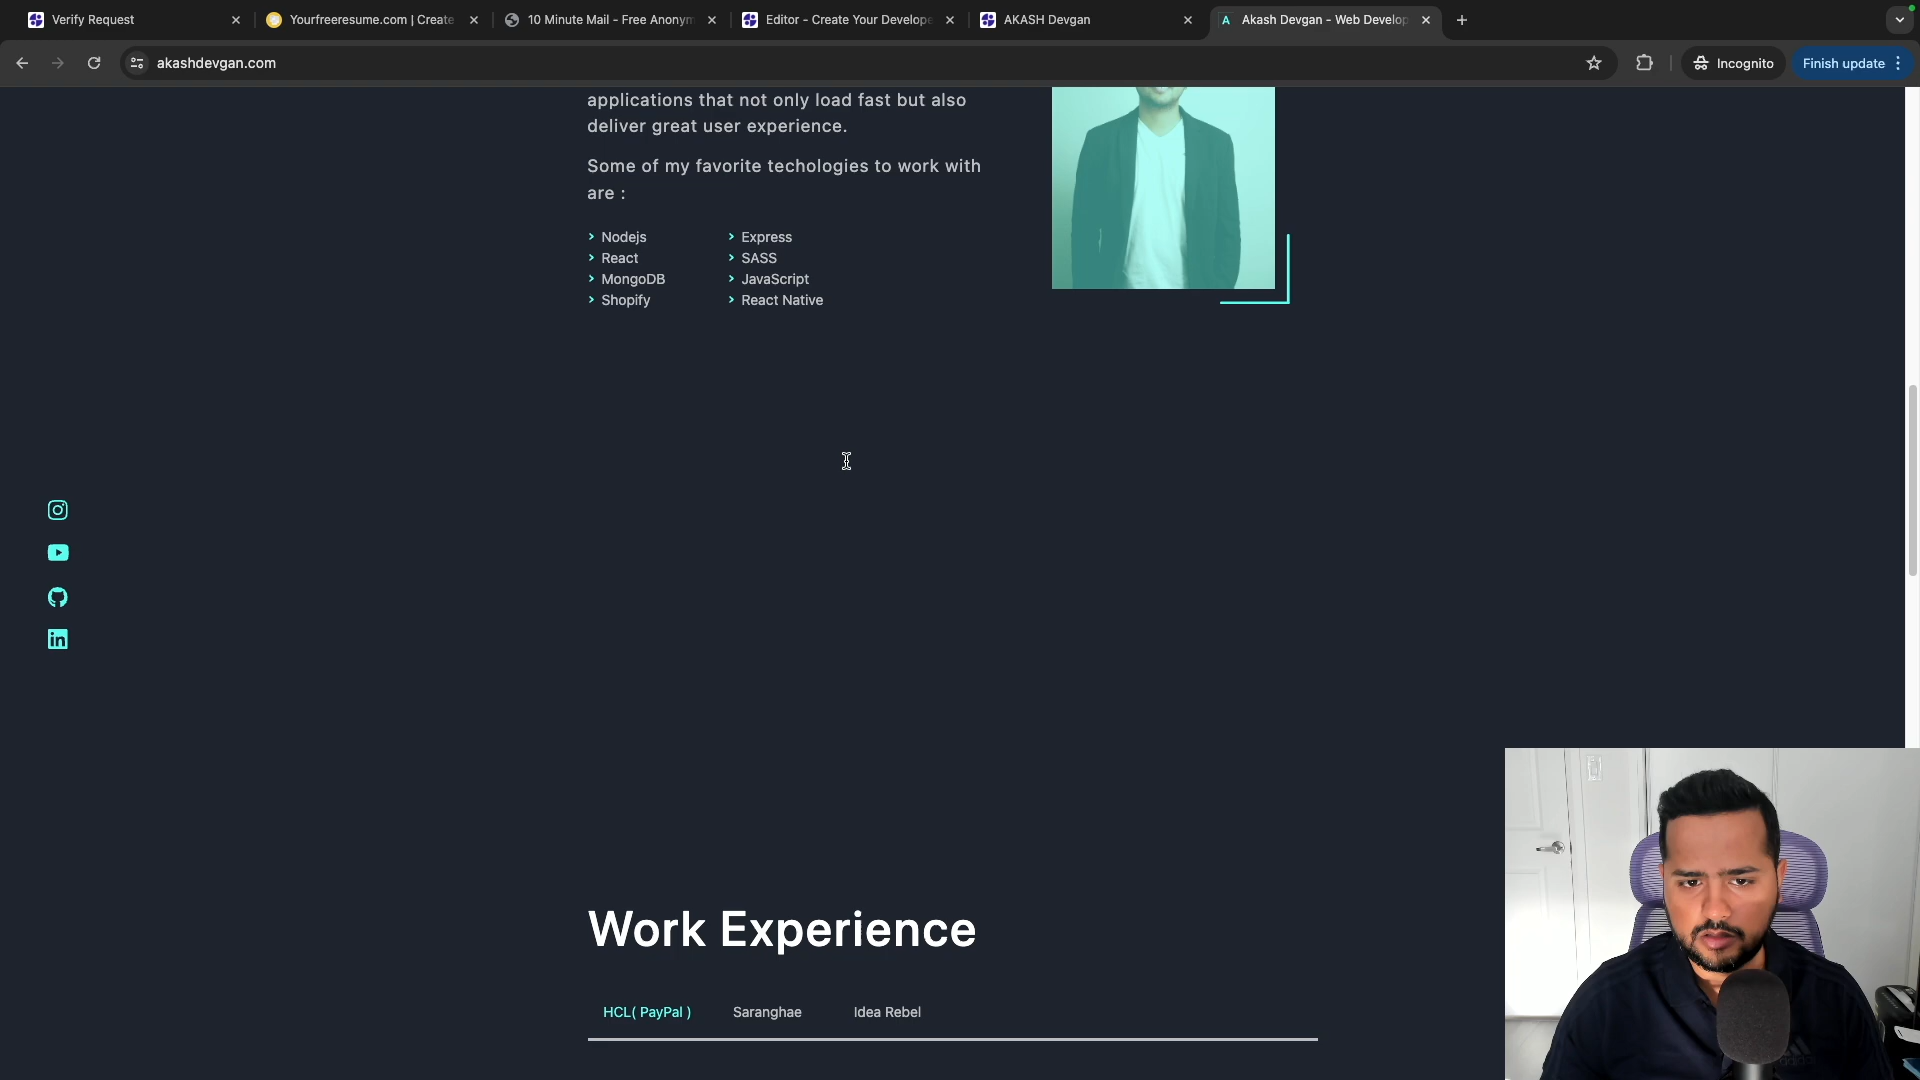 Verify Request
Yourfreeresume.com | Create
10 Minute Mail - Free Anonym
Editor - Create Your Develope
AKASH Devgan
Akash Devgan - Web Develop
akashdevgan.com
Incognito
Finish update
applications that not only load fast but also
deliver great user experience.
Some of my favorite techologies to work with
are :
Nodejs
Express
React
SASS
MongoDB
JavaScript
Shopify
React Native
Work Experience
HCL( PayPal )
Saranghae
Idea Rebel